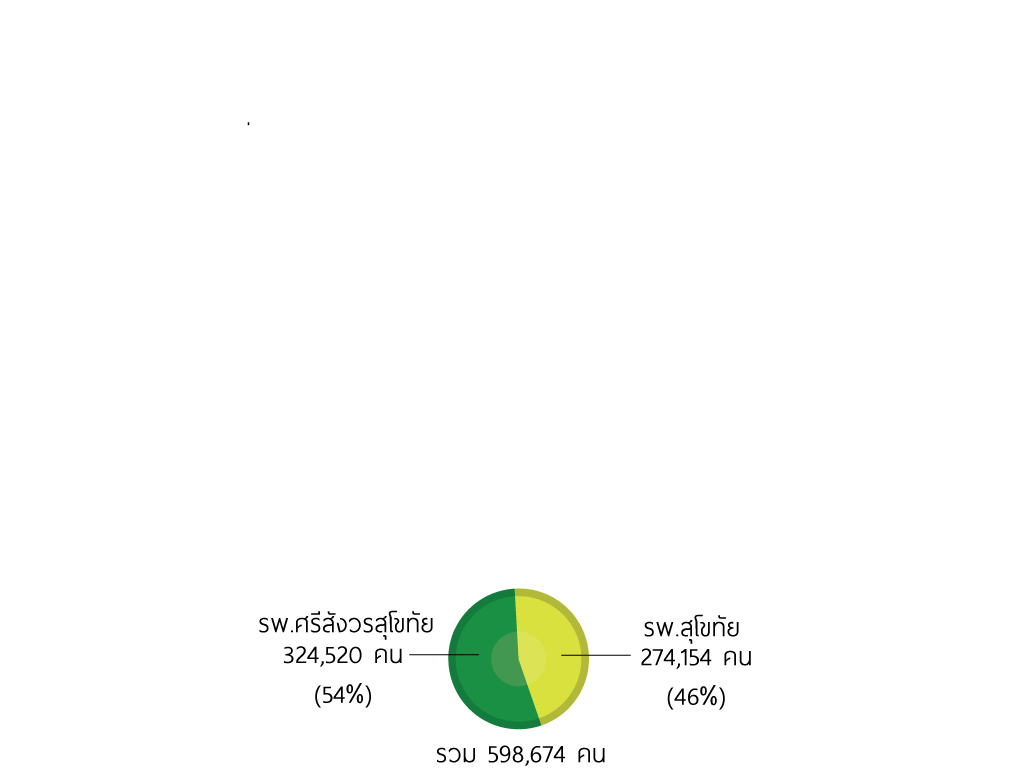 รพ.ศรีสังวรสุโขทัย
324,520 คน
(54%)
รพ.สุโขทัย
274,154 คน
(46%)
รวม 598,674 คน